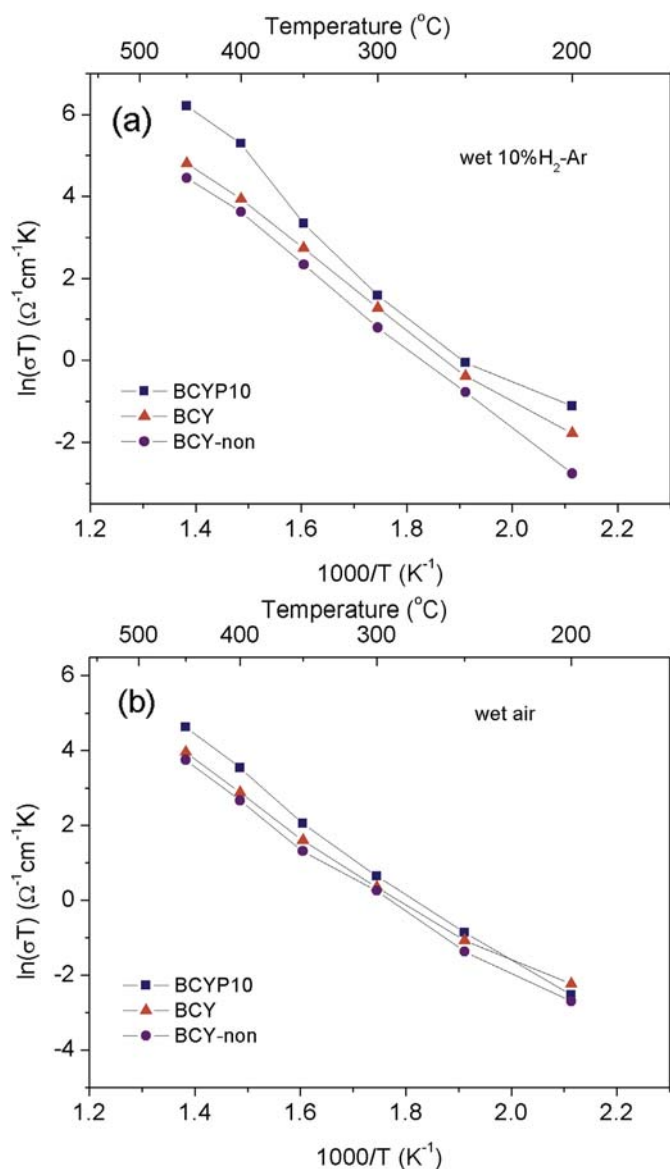 Temperature (°C)
500 400 300 200
6
4
2
0
-2
ln(σT) (Ω⁻¹cm⁻¹K)
(a)
wet 10%H₂-Ar
BCYP10
BCY
BCY-non
1.2 1.4 1.6 1.8 2.0 2.2
1000/T (K⁻¹)
Temperature (°C)
500 400 300 200
6
4
2
0
-2
-4
ln(σT) (Ω⁻¹cm⁻¹K)
(b)
wet air
BCYP10
BCY
BCY-non
1.2 1.4 1.6 1.8 2.0 2.2
1000/T (K⁻¹)